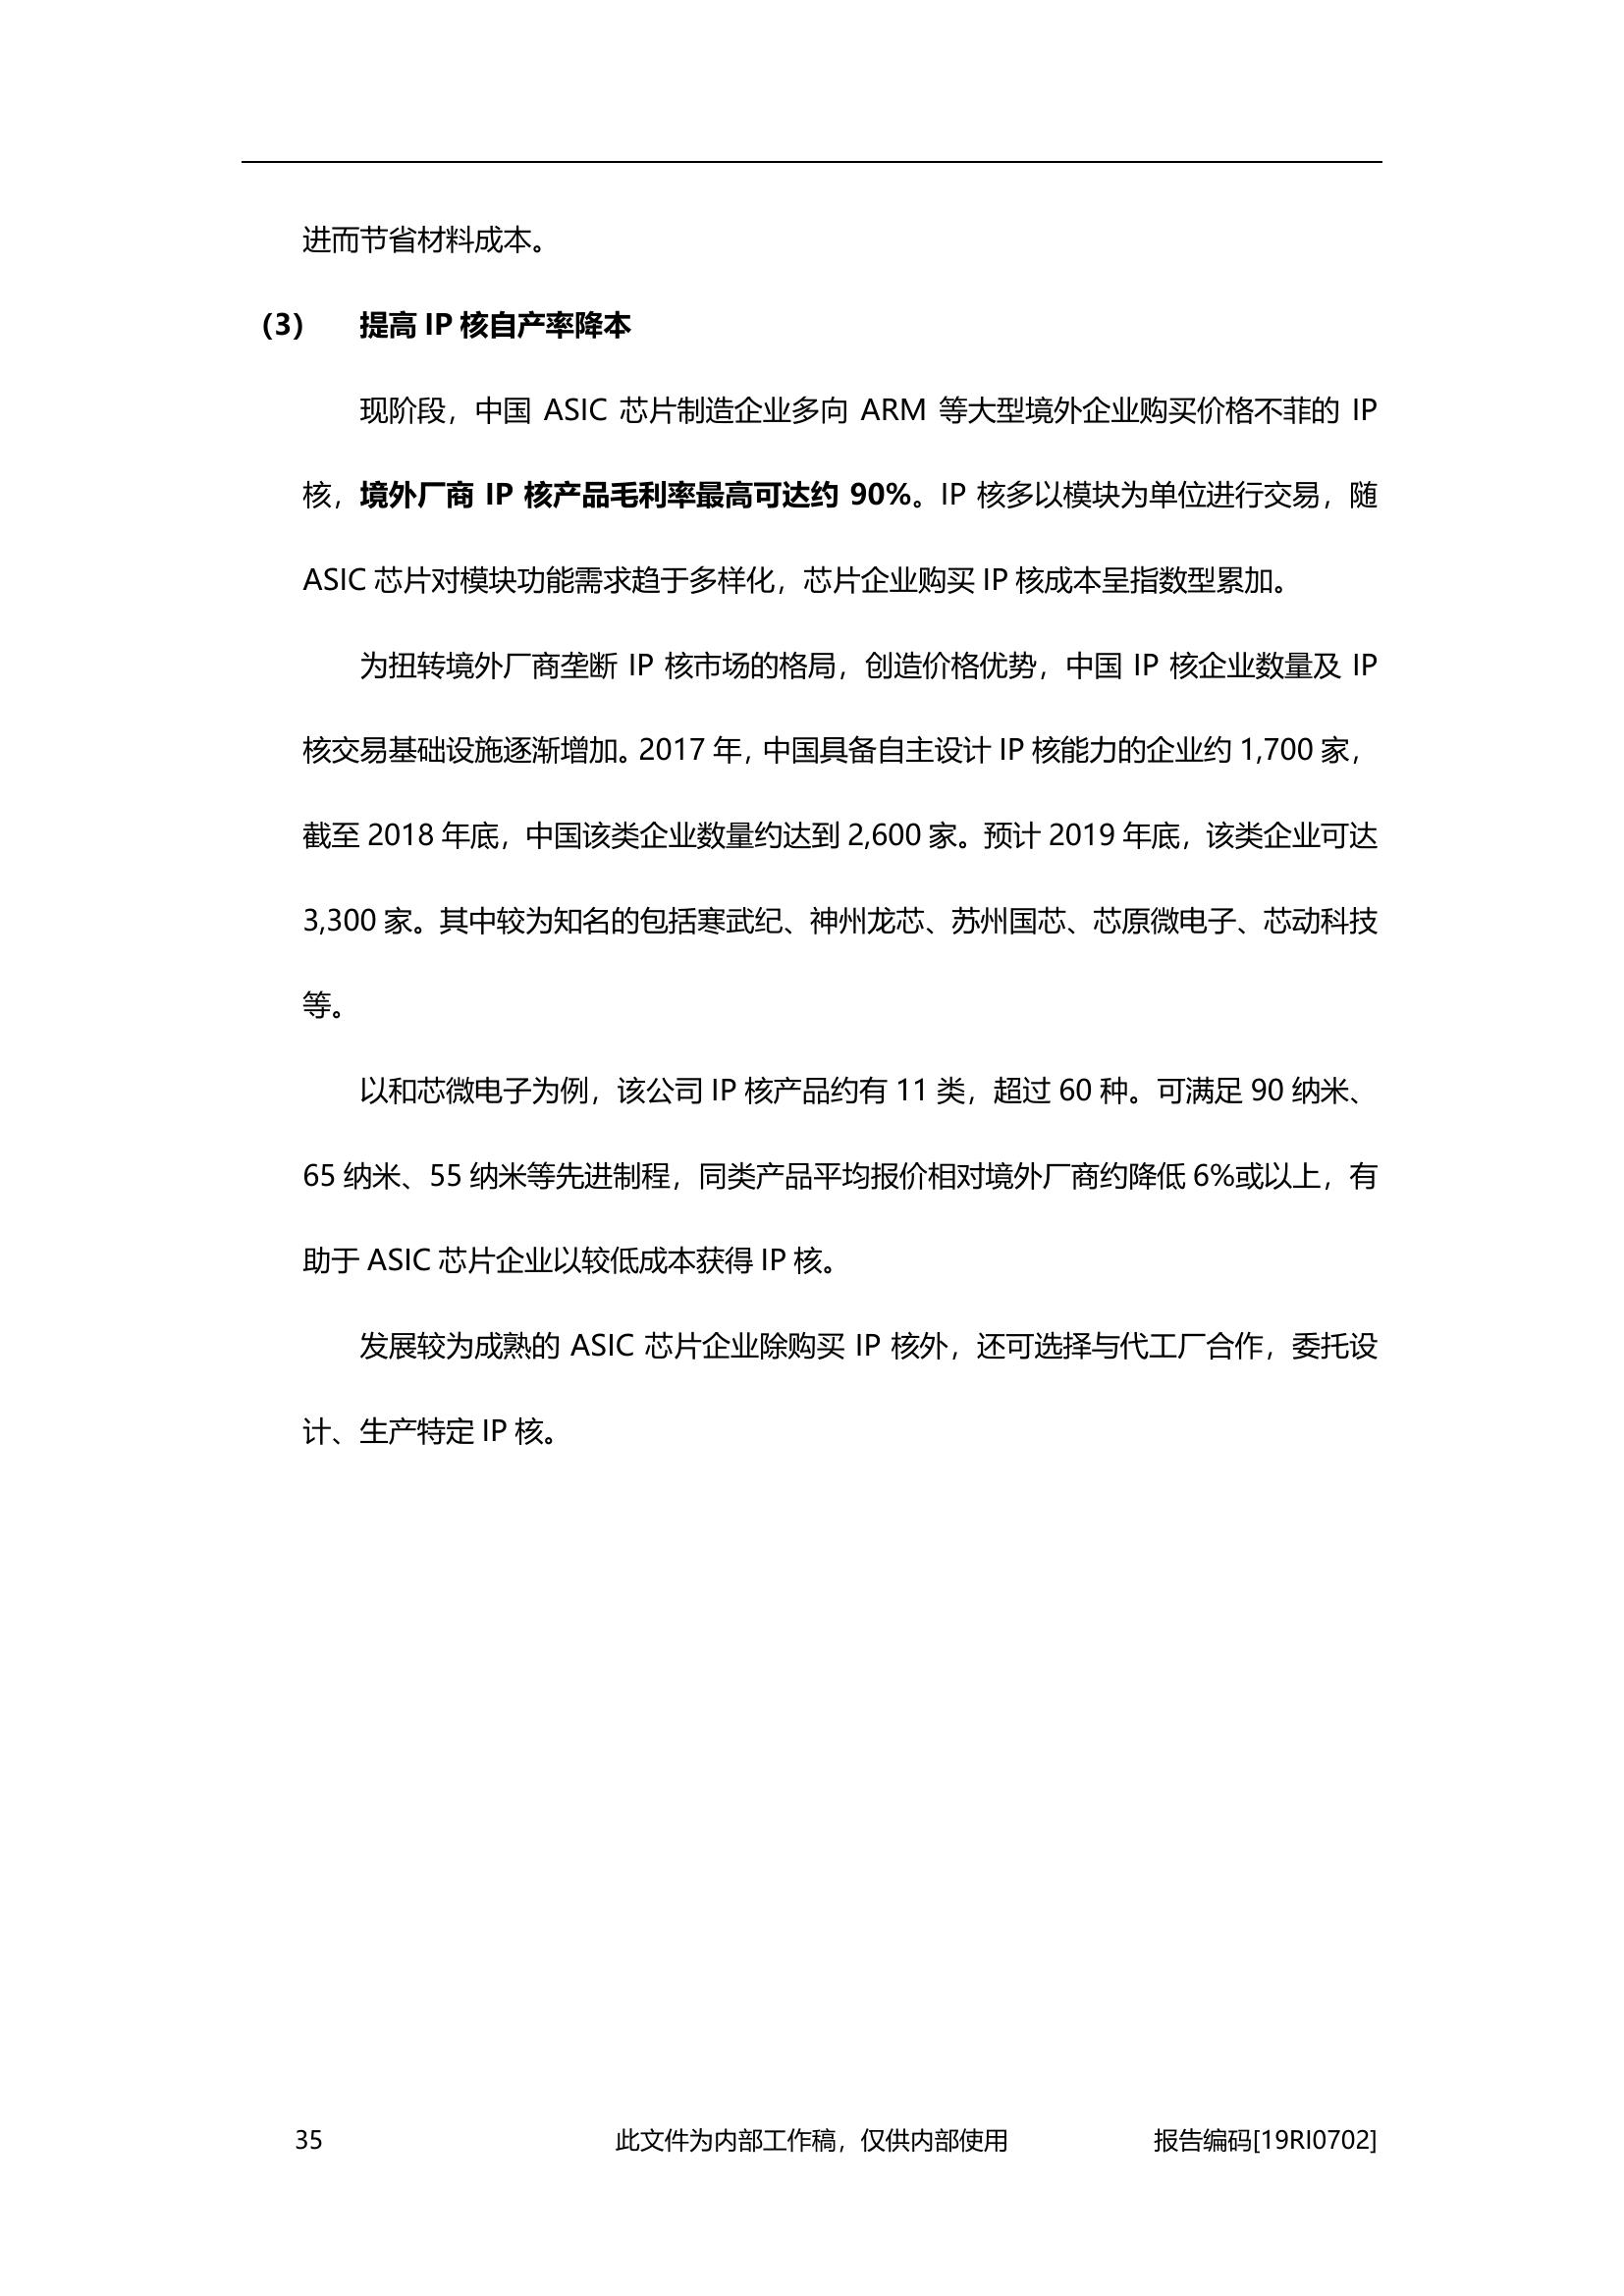 进而节省材料成本。
（3） 提高 IP 核自产率降本
现阶段，中国 ASIC 芯片制造企业多向 ARM 等大型境外企业购买价格不菲的 IP
核，境外厂商 IP 核产品毛利率最高可达约 90%。IP 核多以模块为单位进行交易，随
ASIC 芯片对模块功能需求趋于多样化，芯片企业购买 IP 核成本呈指数型累加。
为扭转境外厂商垄断 IP 核市场的格局，创造价格优势，中国 IP 核企业数量及 IP
核交易基础设施逐渐增加。2017 年，中国具备自主设计 IP 核能力的企业约 1,700 家，
截至 2018 年底，中国该类企业数量约达到 2,600 家。预计 2019 年底，该类企业可达
3,300 家。其中较为知名的包括寒武纪、神州龙芯、苏州国芯、芯原微电子、芯动科技
等。
以和芯微电子为例，该公司 IP 核产品约有 11 类，超过 60 种。可满足 90 纳米、
65 纳米、55 纳米等先进制程，同类产品平均报价相对境外厂商约降低 6%或以上，有
助于 ASIC 芯片企业以较低成本获得 IP 核。
发展较为成熟的 ASIC 芯片企业除购买 IP 核外，还可选择与代工厂合作，委托设
计、生产特定 IP 核。
35 此文件为内部工作稿，仅供内部使用 报告编码[19RI0702]